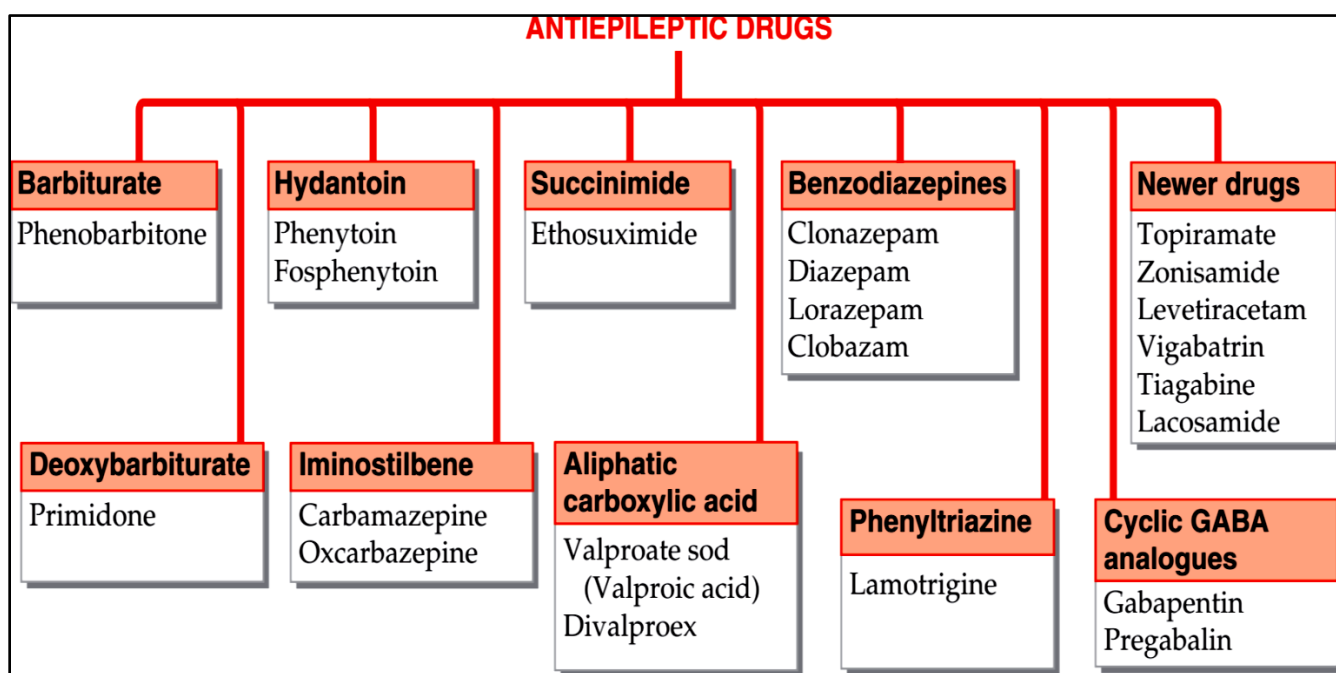 ANTIEPILEPTIC DRUGS
Barbiturate
Phenobarbitone
Hydantoin
Phenytoin
Fosphenytoin
Succinimide
Ethosuximide
Benzodiazepines
Clonazepam
Diazepam
Lorazepam
Clobazam
Newer drugs
Topiramate
Zonisamide
Levetiracetam
Vigabatrin
Tiagabine
Lacosamide
Deoxybarbiturate
Primidone
Iminostilbene
Carbamazepine
Oxcarbazepine
Aliphatic
carboxylic acid
Valproate sod
(Valproic acid)
Divalproex
Phenyltriazine
Lamotrigine
Cyclic GABA
analogues
Gabapentin
Pregabalin